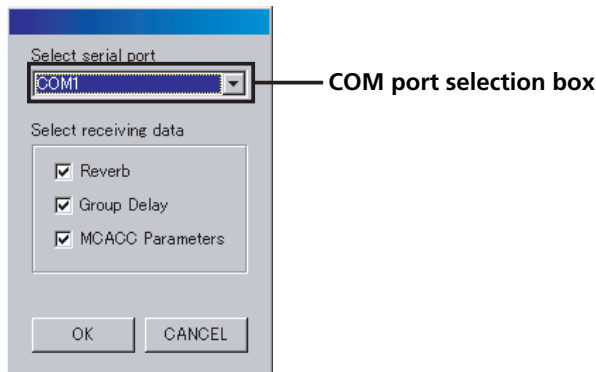 Select serial port
COM1
COM port selection box
Select receiving data
Reverb
Group Delay
MCACC Parameters
OK
CANCEL